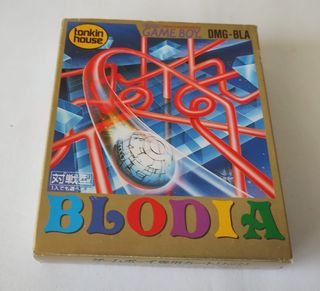 tonkin
house
GAME BOY
DMG-BLA
対戦型
BLODIA